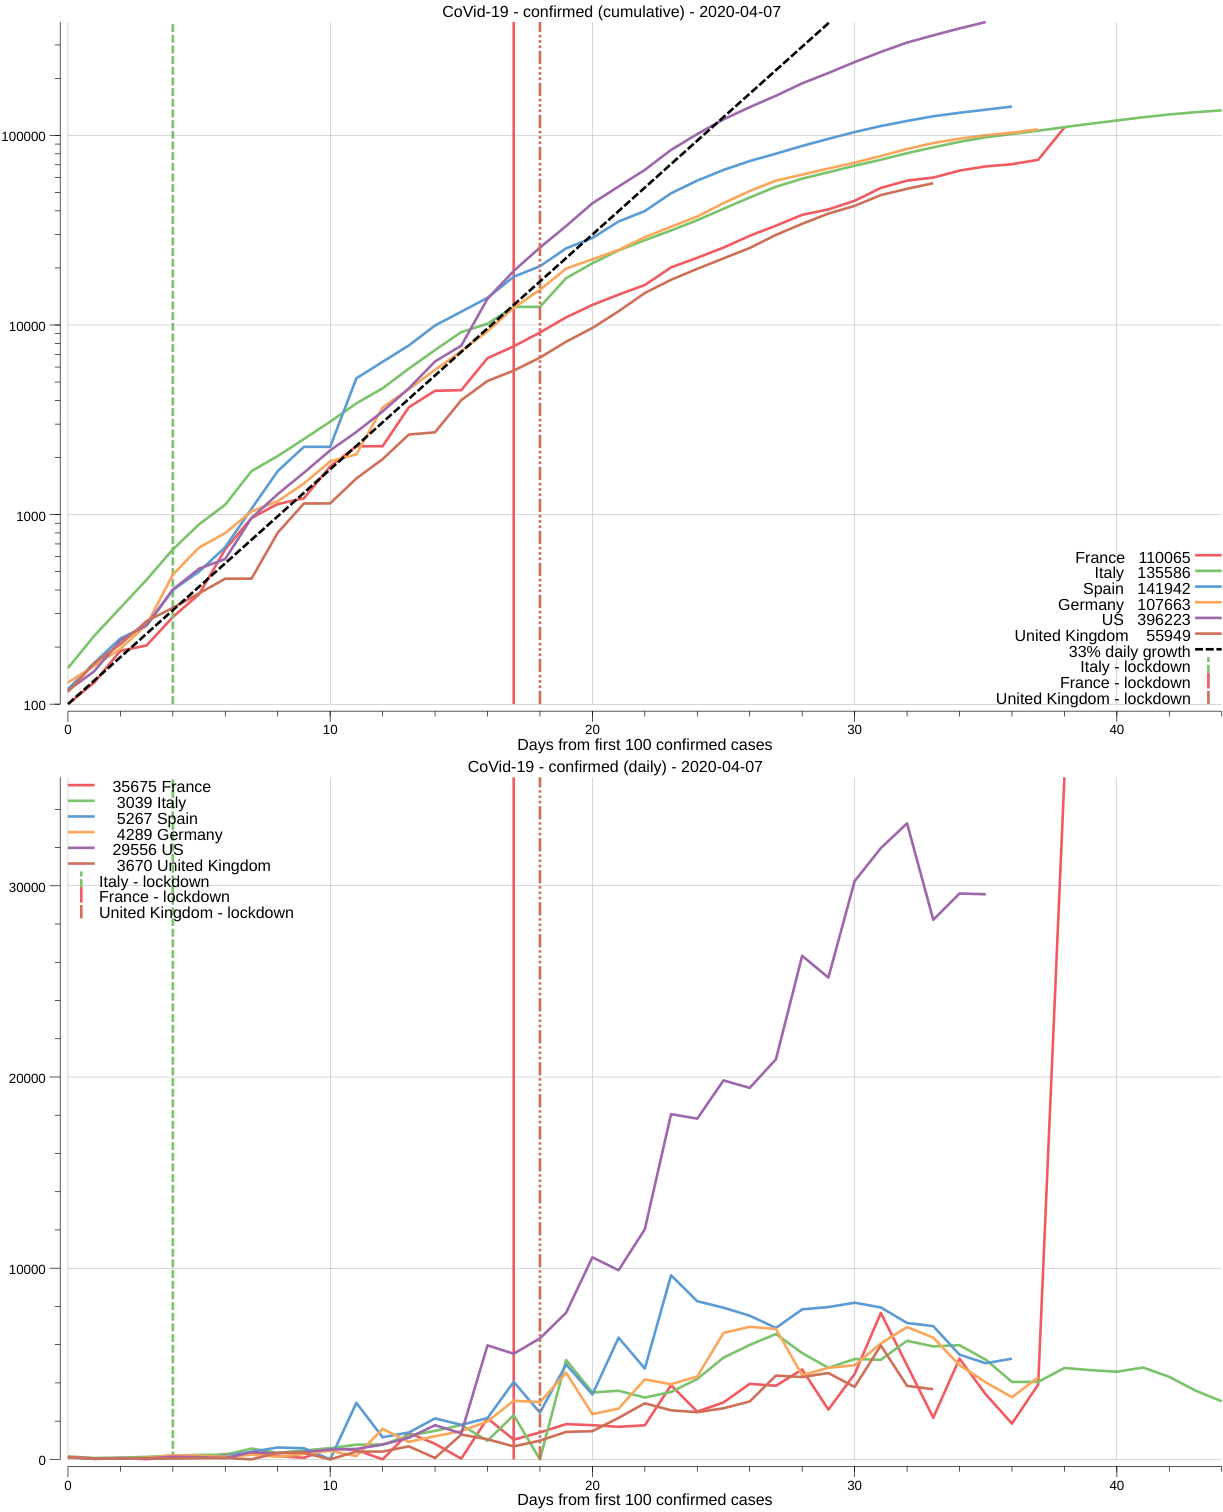 CoVid-19 - confirmed (cumulative) - 2020-04-07
100000
10000
1000
100
France 110065
Italy 135586
Spain 141942
Germany 107663
US 396223
United Kingdom 55949
33% daily growth
Italy - lockdown
France - lockdown
United Kingdom - lockdown
0 10 20 30 40
Days from first 100 confirmed cases
CoVid-19 - confirmed (daily) - 2020-04-07
35675 France
3039 Italy
5267 Spain
4289 Germany
29556 US
3670 United Kingdom
Italy - lockdown
France - lockdown
United Kingdom - lockdown
30000
20000
10000
0
0 10 20 30 40
Days from first 100 confirmed cases